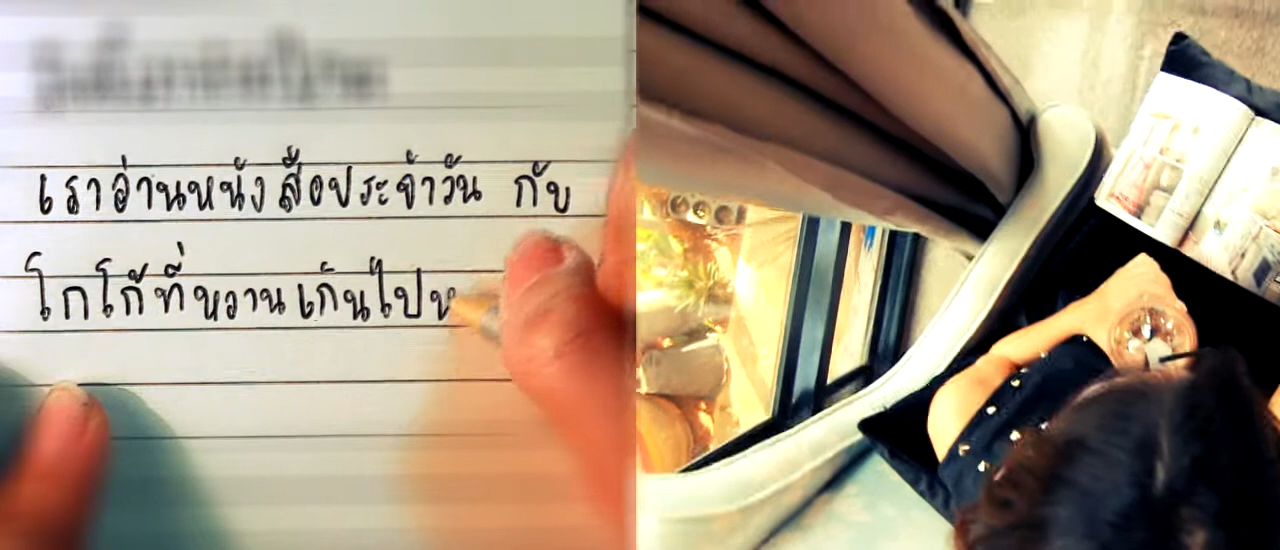 เราอ่านหนังสือประจำวัน กับ
โกโก้ที่หวานเกินไปห